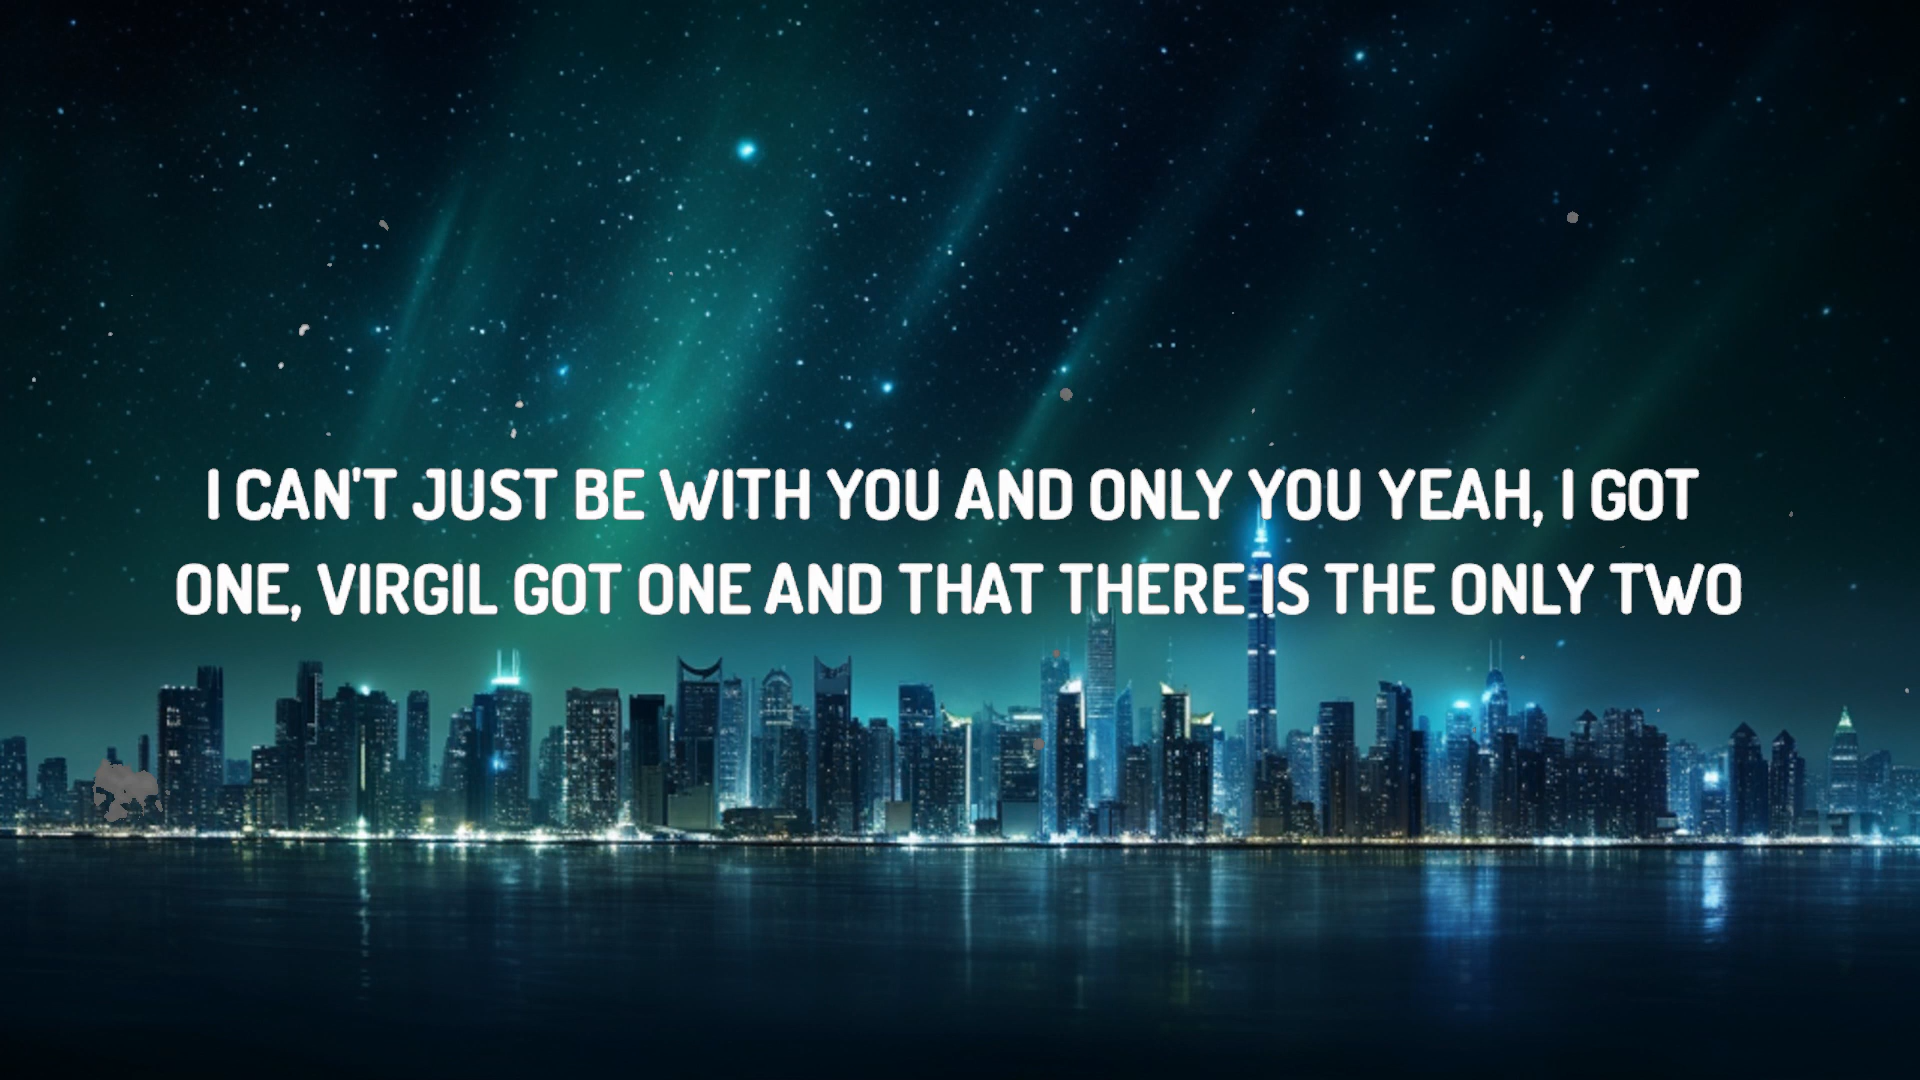 I CAN'T JUST BE WITH YOU AND ONLY YOU YEAH, I GOT
ONE, VIRGIL GOT ONE AND THAT THERE IS THE ONLY TWO